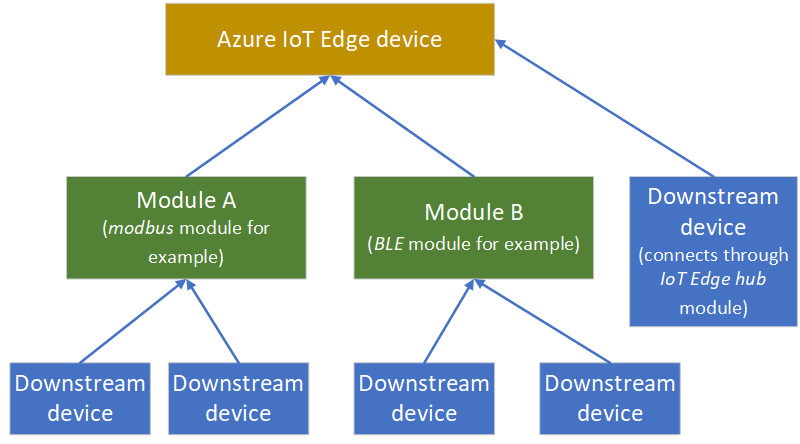 Azure IoT Edge device
Module A
(modbus module for
example)
Module B
(BLE module for example)
Downstream
device
(connects through
IoT Edge hub
module)
Downstream
device
Downstream
device
Downstream
device
Downstream
device